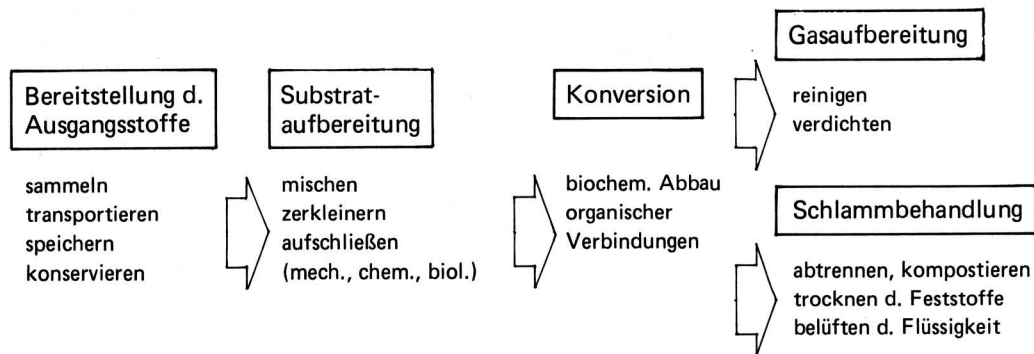 Bereitstellung d.
Ausgangsstoffe
sammeln
transportieren
speichern
konservieren
Substrat-
aufbereitung
mischen
zerkleinern
aufschließen
(mech., chem., biol.)
Konversion
biochem. Abbau
organischer
Verbindungen
Gasaufbereitung
reinigen
verdichten
Schlammbehandlung
abtrennen, kompostieren
trocknen d. Feststoffe
belüften d. Flüssigkeit